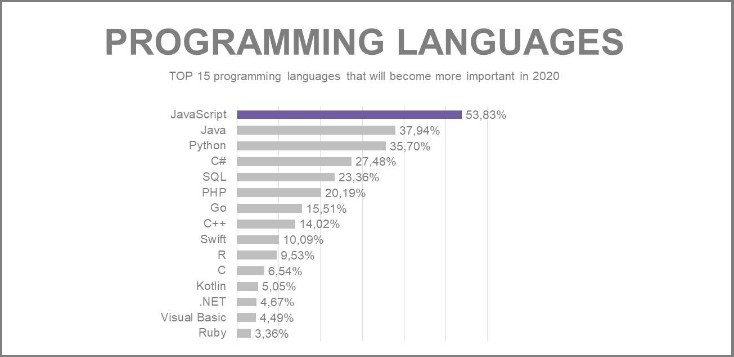 PROGRAMMING LANGUAGES
TOP 15 programming languages that will become more important in 2020
JavaScript 53,83%
Java 37,94%
Python 35,70%
C# 27,48%
SQL 23,36%
PHP 20,19%
Go 15,51%
C++ 14,02%
Swift 10,09%
R 9,53%
C 6,54%
Kotlin 5,05%
.NET 4,67%
Visual Basic 4,49%
Ruby 3,36%